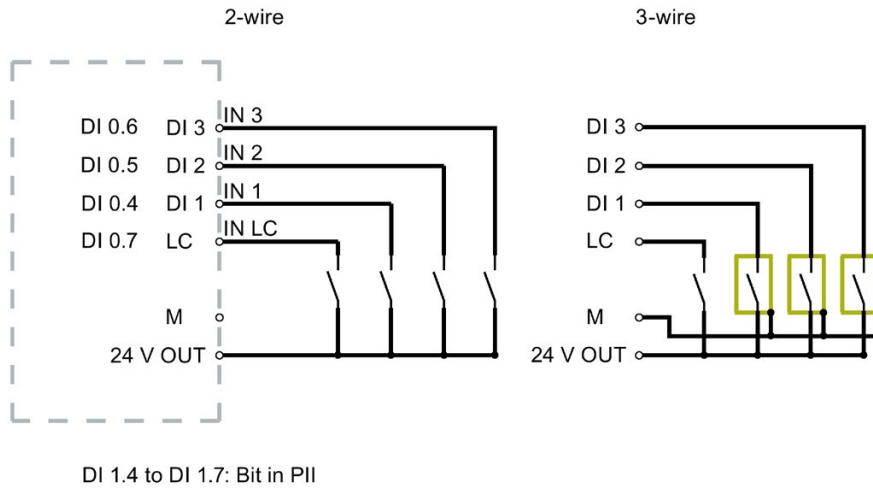 2-wire 3-wire
DI 0.6 DI 3 IN 3 DI 3
DI 0.5 DI 2 IN 2 DI 2
DI 0.4 DI 1 IN 1 DI 1
DI 0.7 LC IN LC LC
M M
24 V OUT 24 V OUT
DI 1.4 to DI 1.7: Bit in PII